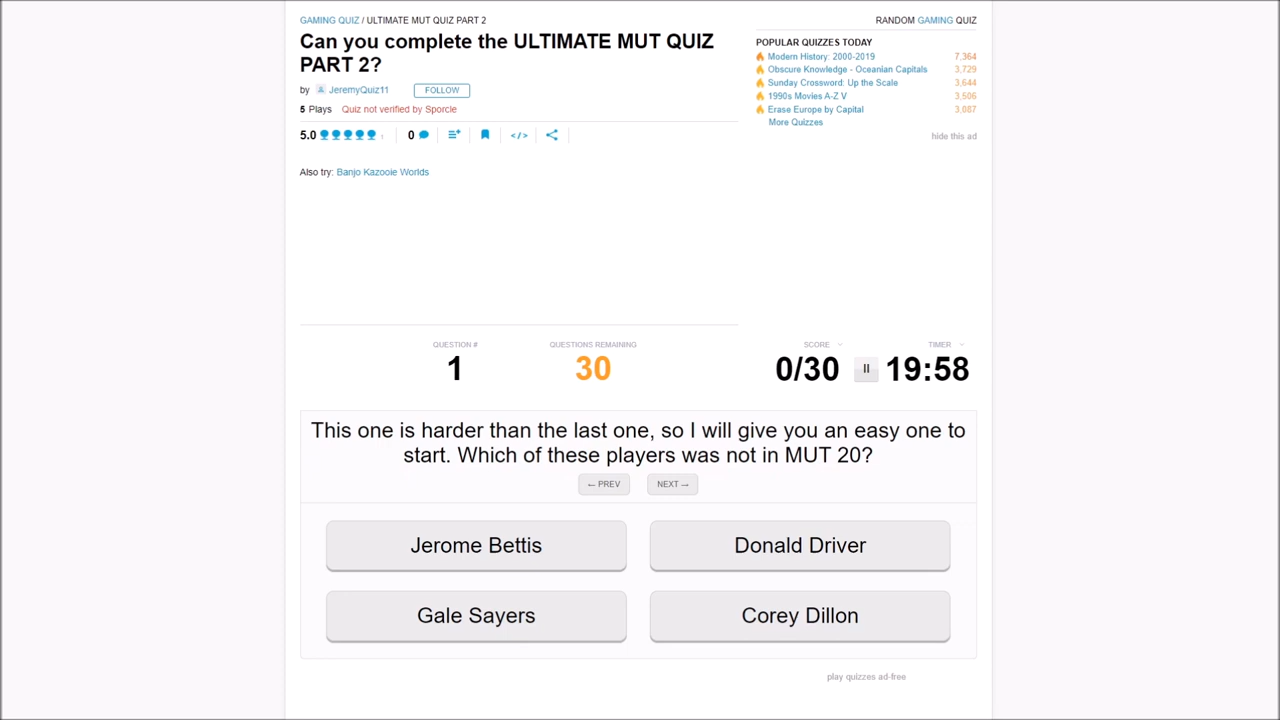 GAMING QUIZ / ULTIMATE MUT QUIZ PART 2
RANDOM GAMING QUIZ
Can you complete the ULTIMATE MUT QUIZ
PART 2?
by JeremyQuiz11 FOLLOW
5 Plays Quiz not verified by Sporcle
5.0 1 0 </>
POPULAR QUIZZES TODAY
Modern History: 2000-2019 7,364
Obscure Knowledge - Oceanian Capitals 3,729
Sunday Crossword: Up the Scale 3,644
1990s Movies A-Z V 3,506
Erase Europe by Capital 3,087
More Quizzes
hide this ad
Also try: Banjo Kazooie Worlds
QUESTION # QUESTIONS REMAINING SCORE TIMER
1 30 0/30 19:58
This one is harder than the last one, so I will give you an easy one to
start. Which of these players was not in MUT 20?
← PREV NEXT →
Jerome Bettis Donald Driver
Gale Sayers Corey Dillon
play quizzes ad-free